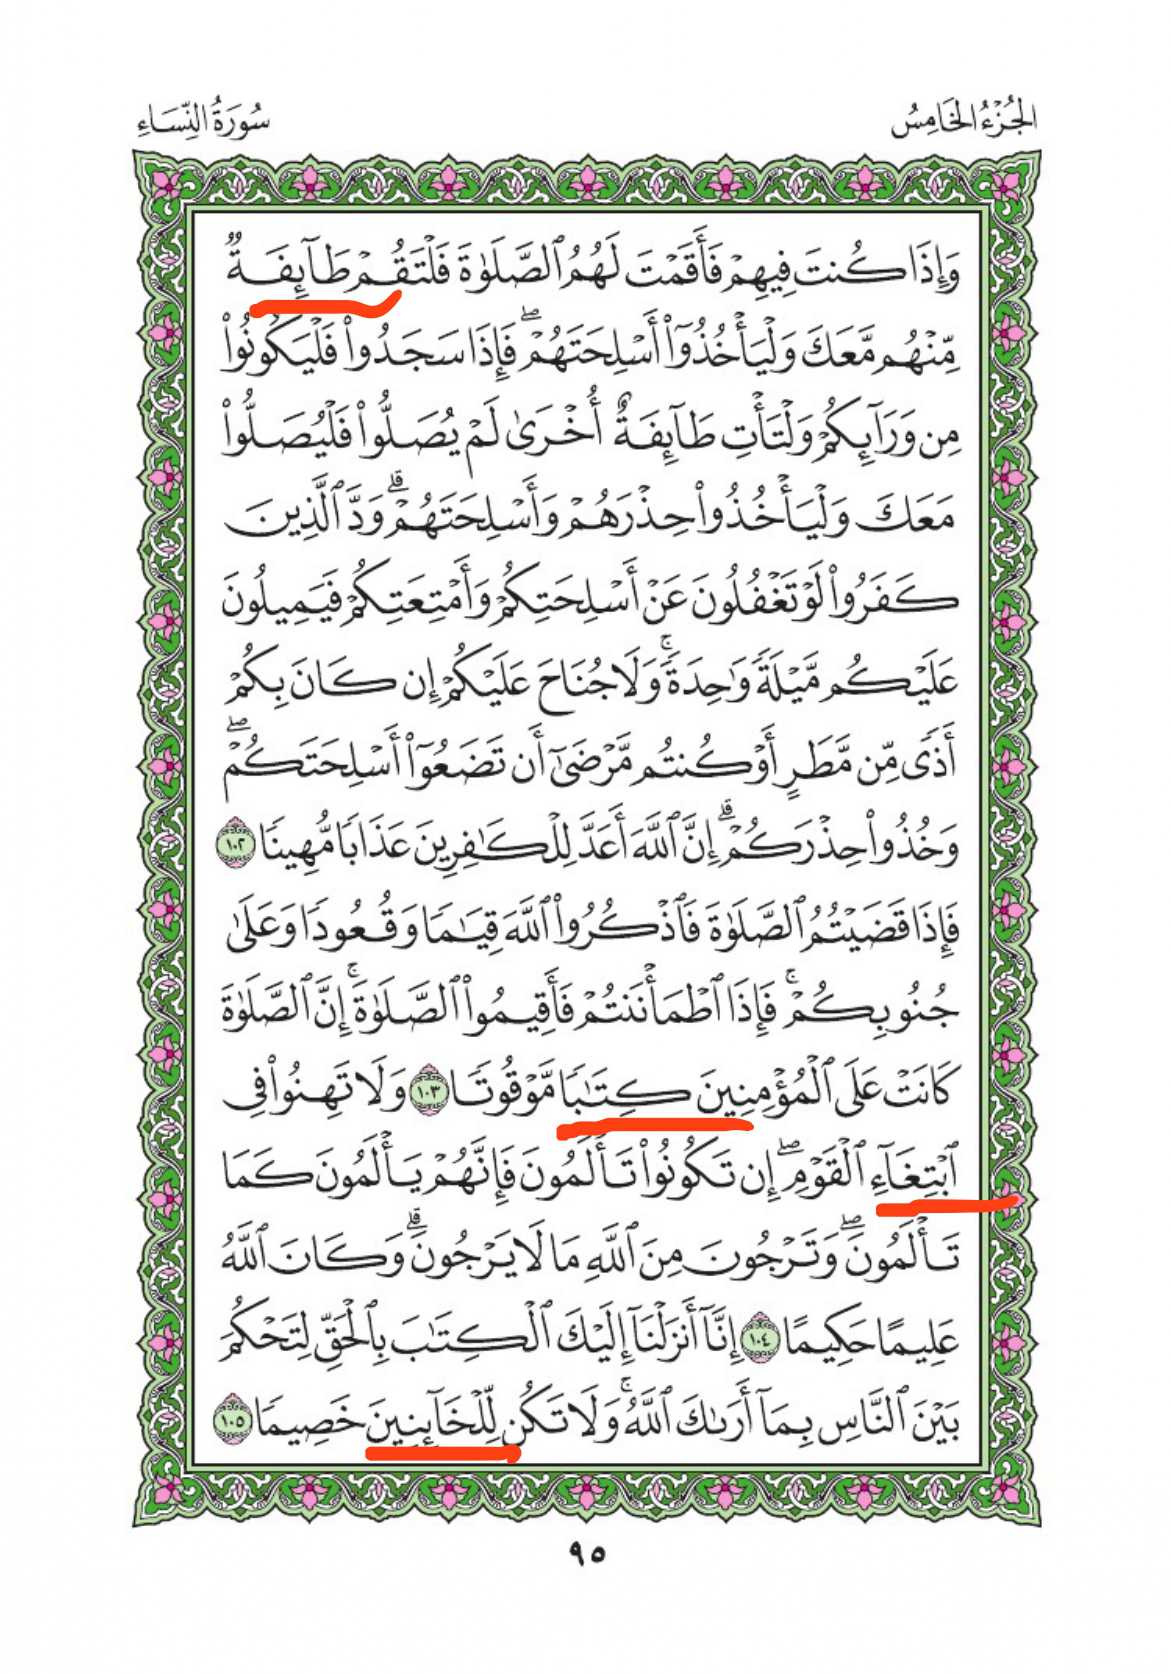 الجُزْءُ الخَامِسُ
سُورَةُ النِّسَاءِ
وَإِذَا كُنتَ فِيهِمْ فَأَقَمْتَ لَهُمُ ٱلصَّلَوٰةَ فَلْتَقُمْ طَآئِفَةٌ
مِّنْهُم مَّعَكَ وَلْيَأْخُذُوٓا۟ أَسْلِحَتَهُمْۖ فَإِذَا سَجَدُوا۟ فَلْيَكُونُوا۟
مِن وَرَآئِكُمْ وَلْتَأْتِ طَآئِفَةٌ أُخْرَىٰ لَمْ يُصَلُّوا۟ فَلْيُصَلُّوا۟
مَعَكَ وَلْيَأْخُذُوا۟ حِذْرَهُمْ وَأَسْلِحَتَهُمْۗ وَدَّ ٱلَّذِينَ
كَفَرُوا۟ لَوْ تَغْفُلُونَ عَنْ أَسْلِحَتِكُمْ وَأَمْتِعَتِكُمْ فَيَمِيلُونَ
عَلَيْكُم مَّيْلَةً وَٰحِدَةًۚ وَلَا جُنَاحَ عَلَيْكُمْ إِن كَانَ بِكُمْ
أَذًى مِّن مَّطَرٍ أَوْ كُنتُم مَّرْضَىٰٓ أَن تَضَعُوٓا۟ أَسْلِحَتَكُمْۖ
وَخُذُوا۟ حِذْرَكُمْۗ إِنَّ ٱللَّهَ أَعَدَّ لِلْكَـٰفِرِينَ عَذَابًا مُّهِينًا ١٠٢
فَإِذَا قَضَيْتُمُ ٱلصَّلَوٰةَ فَٱذْكُرُوا۟ ٱللَّهَ قِيَـٰمًا وَقُعُودًا وَعَلَىٰ
جُنُوبِكُمْۚ فَإِذَا ٱطْمَأْنَنتُمْ فَأَقِيمُوا۟ ٱلصَّلَوٰةَۚ إِنَّ ٱلصَّلَوٰةَ
كَانَتْ عَلَى ٱلْمُؤْمِنِينَ كِتَـٰبًا مَّوْقُوتًا ١٠٣ وَلَا تَهِنُوا۟ فِى
ٱبْتِغَآءِ ٱلْقَوْمِۖ إِن تَكُونُوا۟ تَأْلَمُونَ فَإِنَّهُمْ يَأْلَمُونَ كَمَا
تَأْلَمُونَۖ وَتَرْجُونَ مِنَ ٱللَّهِ مَا لَا يَرْجُونَۗ وَكَانَ ٱللَّهُ
عَلِيمًا حَكِيمًا ١٠٤ إِنَّآ أَنزَلْنَآ إِلَيْكَ ٱلْكِتَـٰبَ بِٱلْحَقِّ لِتَحْكُمَ
بَيْنَ ٱلنَّاسِ بِمَآ أَرَىٰكَ ٱللَّهُۚ وَلَا تَكُن لِّلْخَآئِنِينَ خَصِيمًا ١٠٥
٩٥